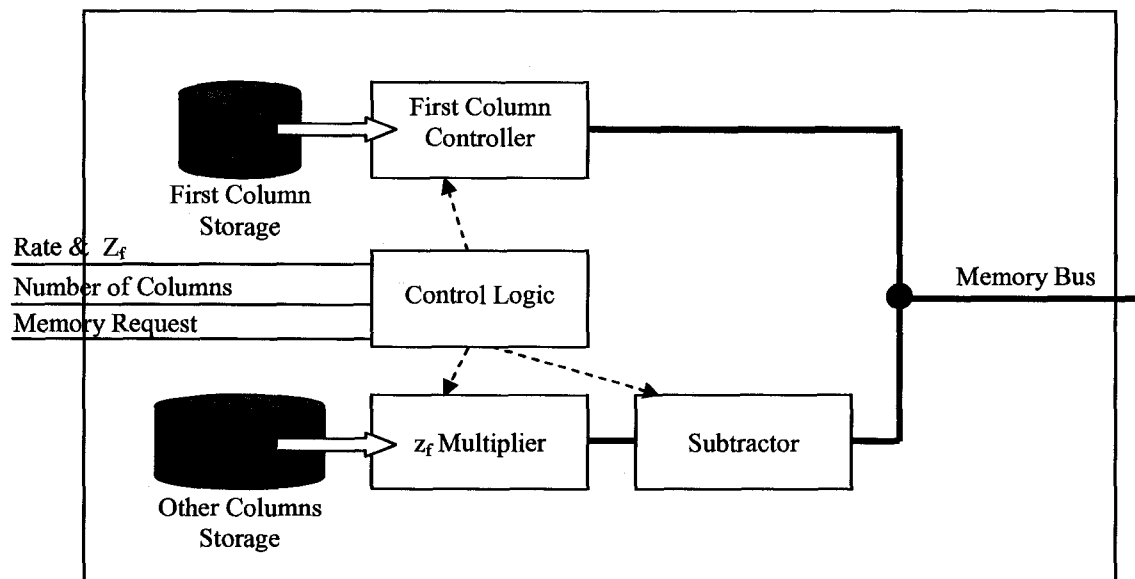 First Column
Controller
First Column
Storage
Rate & Zf
Number of Columns
Memory Request
Control Logic
Memory Bus
zf Multiplier
Subtractor
Other Columns
Storage